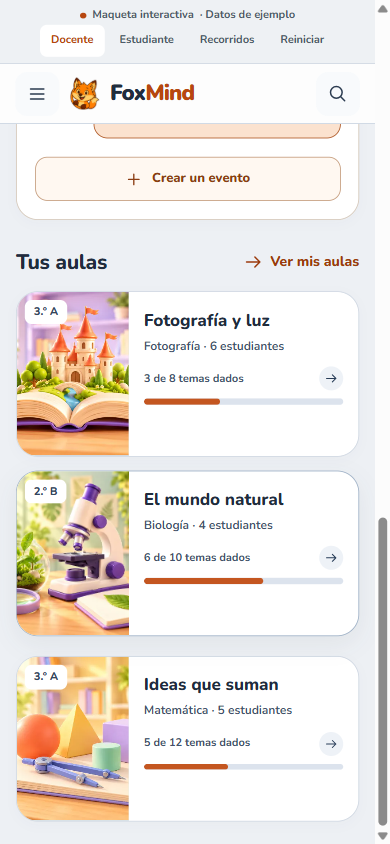 Maqueta interactiva · Datos de ejemplo
Docente Estudiante Recorridos Reiniciar
FoxMind
Crear un evento
Tus aulas
Ver mis aulas
3.º A
Fotografía y luz
Fotografía · 6 estudiantes
3 de 8 temas dados
2.º B
El mundo natural
Biología · 4 estudiantes
6 de 10 temas dados
3.º A
Ideas que suman
Matemática · 5 estudiantes
5 de 12 temas dados